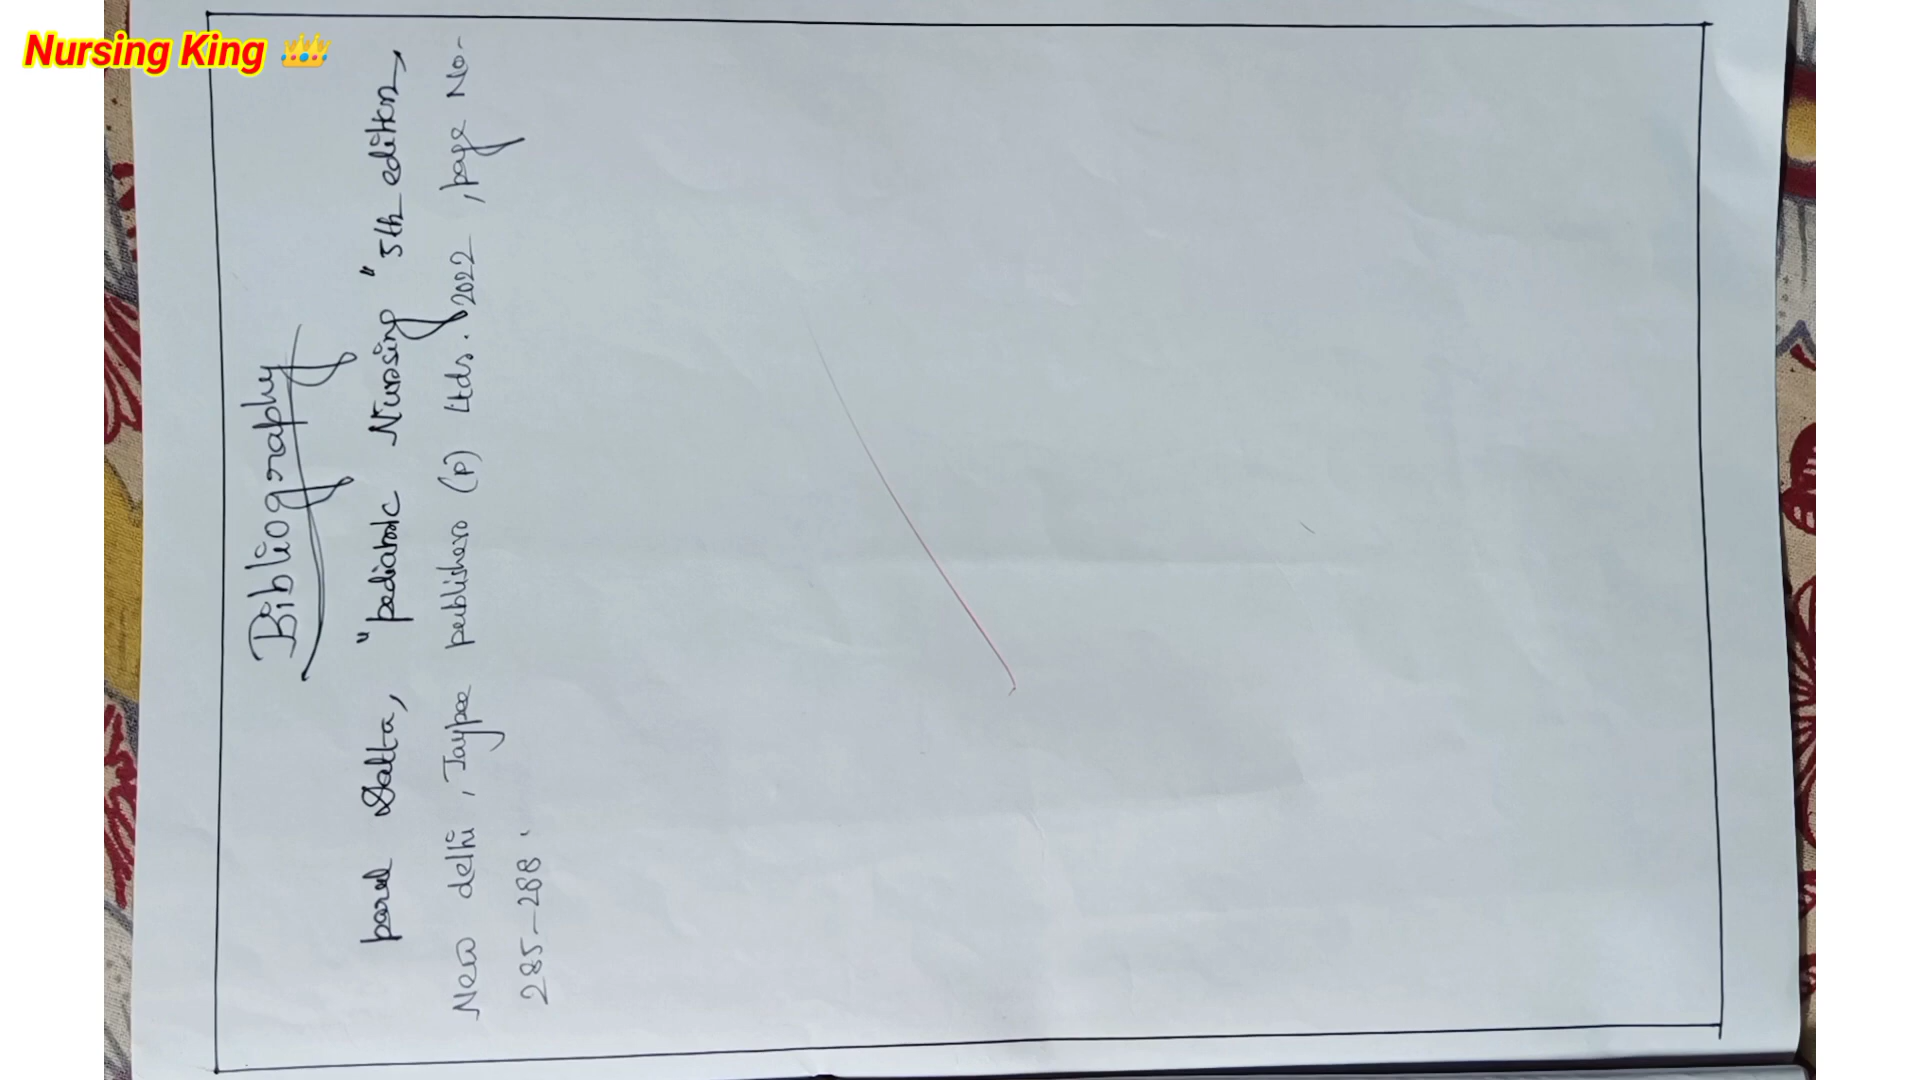 Nursing King 👑
Bibliography
parul Datta, "pediatric Nursing" 5th edition,
New delhi, Jaypee publishers (p) Ltds. 2022, page No-
285-288.